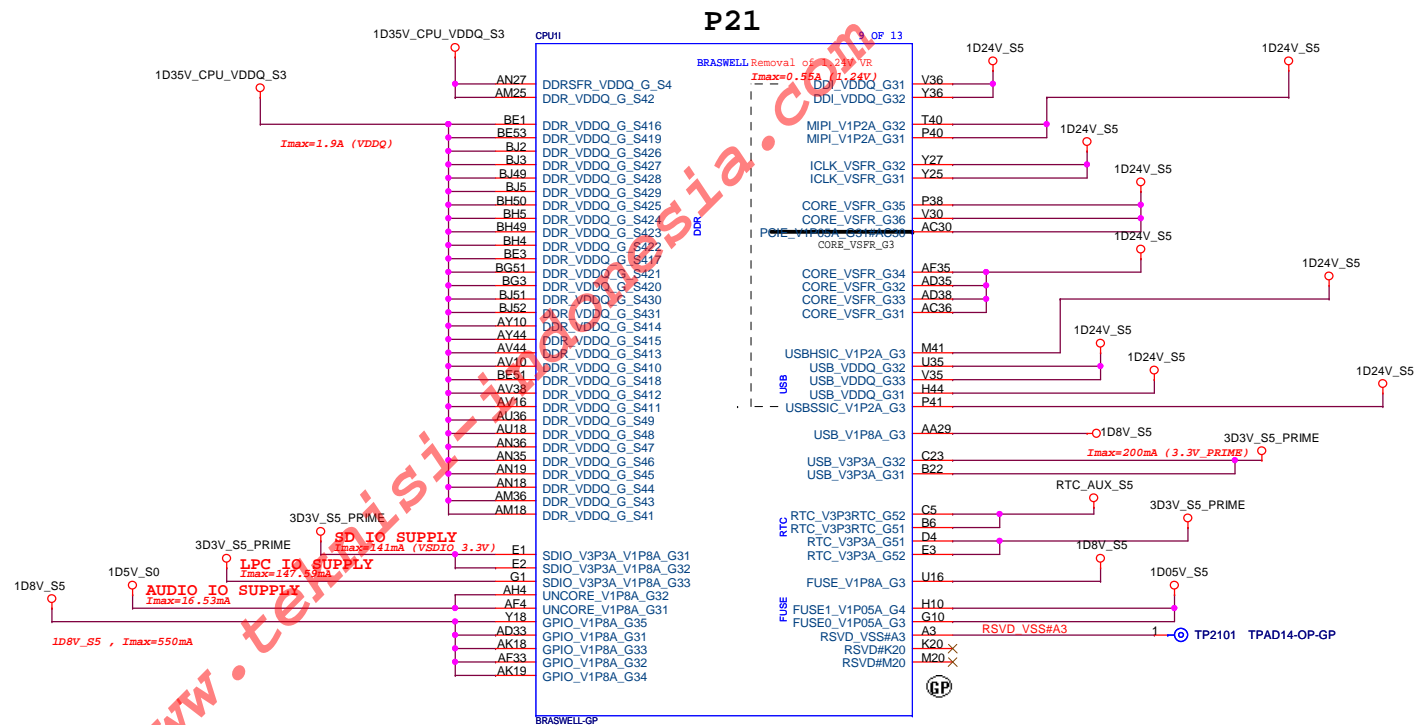 P21
CPU1I
9 OF 13
BRASWELL Removal of 1.24V VR
Imax=0.55A (1.24V)
1D35V_CPU_VDDQ_S3
1D35V_CPU_VDDQ_S3
Imax=1.9A (VDDQ)
AN27 DDRSFR_VDDQ_G_S4
AM25 DDR_VDDQ_G_S42
BE1 DDR_VDDQ_G_S416
BE53 DDR_VDDQ_G_S419
BJ2 DDR_VDDQ_G_S426
BJ3 DDR_VDDQ_G_S427
BJ49 DDR_VDDQ_G_S428
BJ5 DDR_VDDQ_G_S429
BH50 DDR_VDDQ_G_S425
BH5 DDR_VDDQ_G_S424
BH49 DDR_VDDQ_G_S423
BH4 DDR_VDDQ_G_S422
BE3 DDR_VDDQ_G_S417
BG51 DDR_VDDQ_G_S421
BG3 DDR_VDDQ_G_S420
BJ51 DDR_VDDQ_G_S430
BJ52 DDR_VDDQ_G_S431
AY10 DDR_VDDQ_G_S414
AY44 DDR_VDDQ_G_S415
AV44 DDR_VDDQ_G_S413
AV10 DDR_VDDQ_G_S410
BE51 DDR_VDDQ_G_S418
AV38 DDR_VDDQ_G_S412
AV16 DDR_VDDQ_G_S411
AU36 DDR_VDDQ_G_S49
AU18 DDR_VDDQ_G_S48
AN36 DDR_VDDQ_G_S47
AN35 DDR_VDDQ_G_S46
AN19 DDR_VDDQ_G_S45
AN18 DDR_VDDQ_G_S44
AM36 DDR_VDDQ_G_S43
AM18 DDR_VDDQ_G_S41
DDR
3D3V_S5_PRIME
SD IO SUPPLY
Imax=141mA (VSDIO 3.3V)
3D3V_S5_PRIME
LPC IO SUPPLY
Imax=147.59mA
1D5V_S0
AUDIO IO SUPPLY
Imax=16.53mA
1D8V_S5
1D8V_S5 , Imax=550mA
E1 SDIO_V3P3A_V1P8A_G31
E2 SDIO_V3P3A_V1P8A_G32
G1 SDIO_V3P3A_V1P8A_G33
AH4 UNCORE_V1P8A_G32
AF4 UNCORE_V1P8A_G31
Y18 GPIO_V1P8A_G35
AD33 GPIO_V1P8A_G31
AK18 GPIO_V1P8A_G33
AF33 GPIO_V1P8A_G32
AK19 GPIO_V1P8A_G34
1D24V_S5
1D24V_S5
DDI_VDDQ_G31 V36
DDI_VDDQ_G32 Y36
MIPI_V1P2A_G32 T40
MIPI_V1P2A_G31 P40
1D24V_S5
ICLK_VSFR_G32 Y27
ICLK_VSFR_G31 Y25
1D24V_S5
CORE_VSFR_G35 P38
CORE_VSFR_G36 V30
AC30
CORE_VSFR_G3
1D24V_S5
CORE_VSFR_G34 AF35
CORE_VSFR_G32 AD35
CORE_VSFR_G33 AD38
CORE_VSFR_G31 AC36
1D24V_S5
1D24V_S5
1D24V_S5
1D24V_S5
USBHSIC_V1P2A_G3 M41
USB_VDDQ_G32 U35
USB_VDDQ_G33 V35
USB_VDDQ_G31 H44
USBSSIC_V1P2A_G3 P41
USB
USB_V1P8A_G3 AA29 1D8V_S5
3D3V_S5_PRIME
Imax=200mA (3.3V_PRIME)
USB_V3P3A_G32 C23
USB_V3P3A_G31 B22
RTC_AUX_S5
3D3V_S5_PRIME
RTC
RTC_V3P3RTC_G52 C5
RTC_V3P3RTC_G51 B6
RTC_V3P3A_G51 D4
RTC_V3P3A_G52 E3
1D8V_S5
FUSE_V1P8A_G3 U16
1D05V_S5
FUSE
FUSE1_V1P05A_G4 H10
FUSE0_V1P05A_G3 G10
RSVD_VSS#A3 A3 RSVD_VSS#A3 1 TP2101 TPAD14-OP-GP
RSVD#K20 K20
RSVD#M20 M20
GP
BRASWELL-GP
www.teknisi-indonesia.com